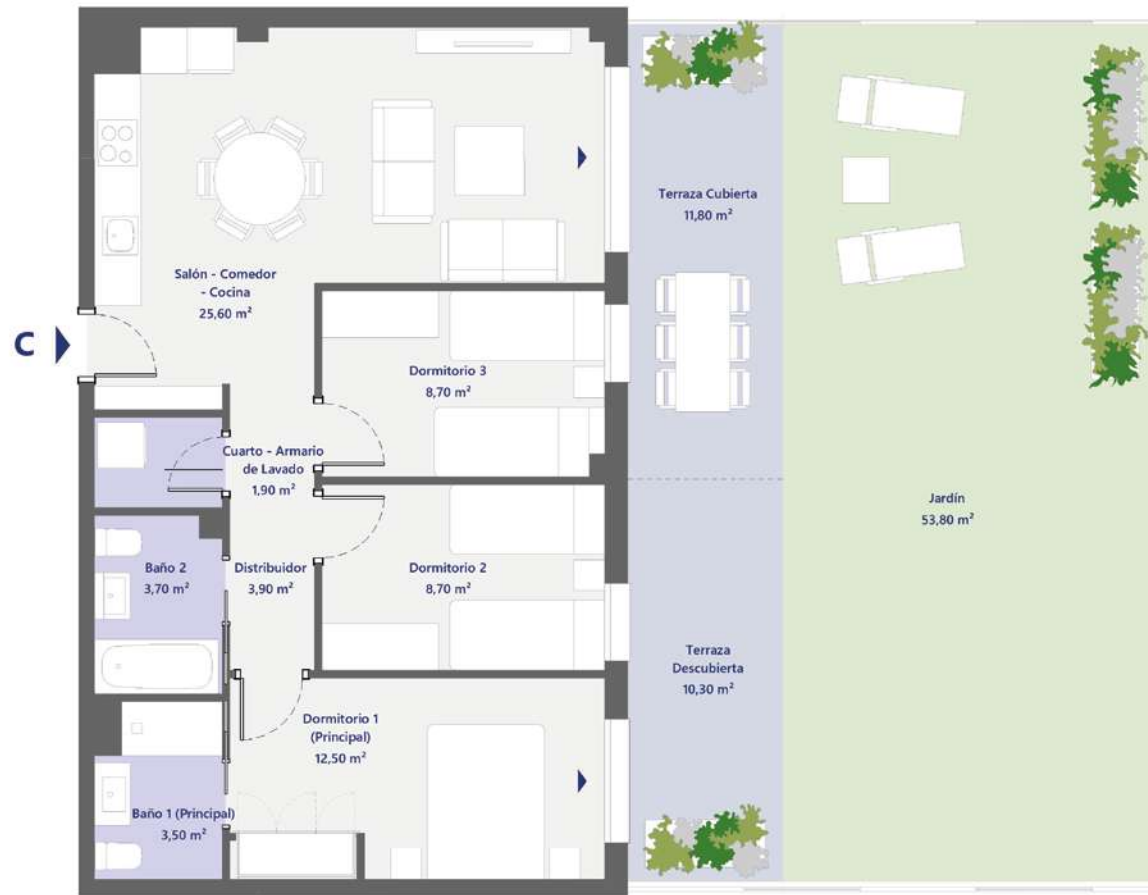 C
Salón - Comedor
- Cocina
25,60 m²
Terraza Cubierta
11,80 m²
Dormitorio 3
8,70 m²
Cuarto - Armario
de Lavado
1,90 m²
Jardín
53,80 m²
Baño 2
3,70 m²
Distribuidor
3,90 m²
Dormitorio 2
8,70 m²
Terraza
Descubierta
10,30 m²
Dormitorio 1
(Principal)
12,50 m²
Baño 1 (Principal)
3,50 m²